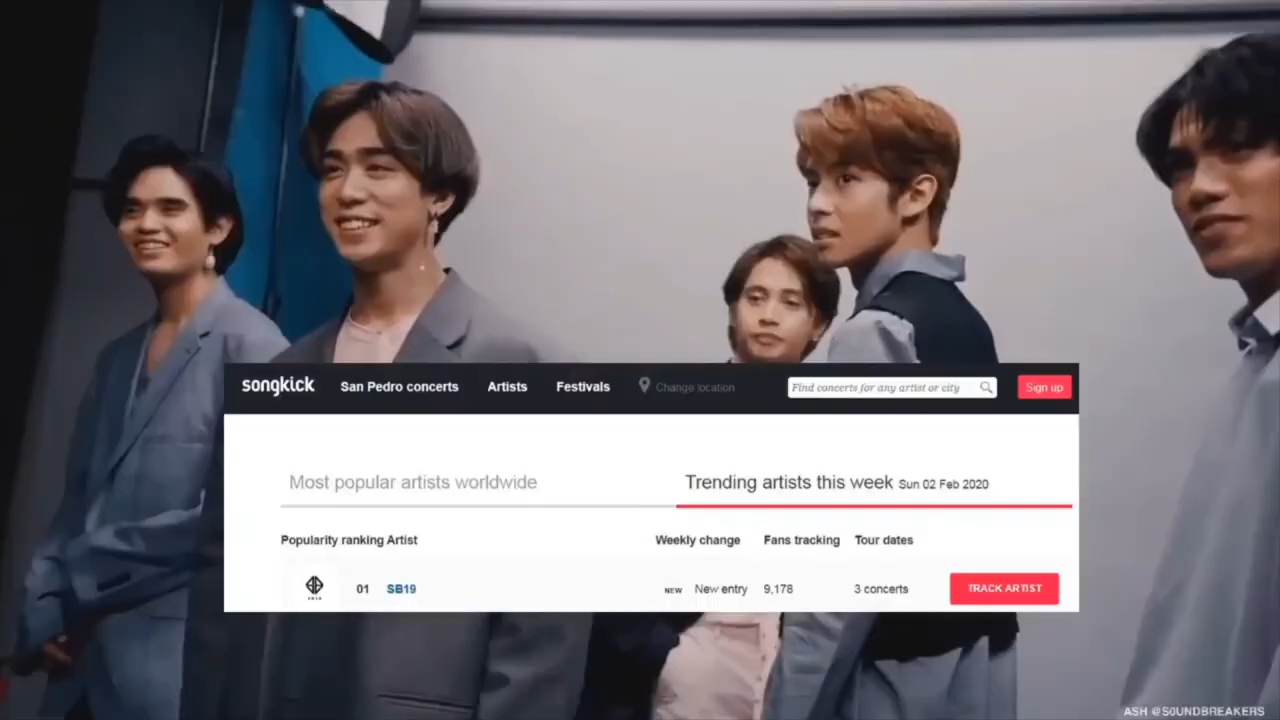 songkick San Pedro concerts Artists Festivals Change location Find concerts for any artist or city Sign up
Most popular artists worldwide Trending artists this week Sun 02 Feb 2020
Popularity ranking Artist Weekly change Fans tracking Tour dates
01 SB19 NEW New entry 9,178 3 concerts TRACK ARTIST
ASH @S0UNDBREAKERS